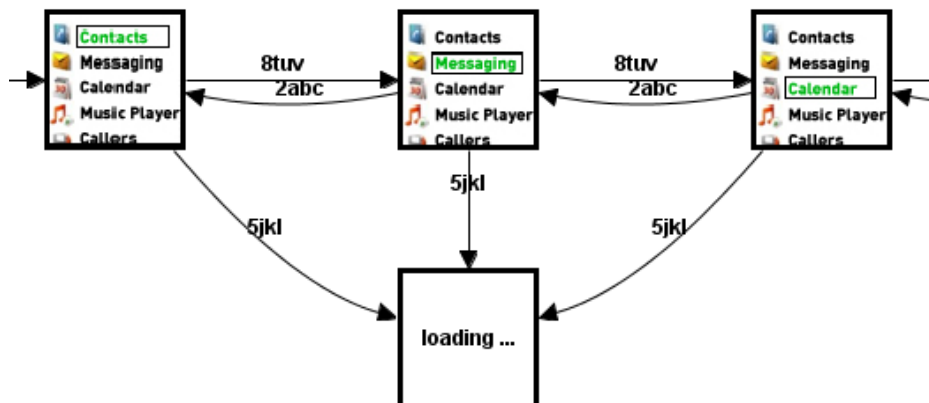 Contacts
Messaging
Calendar
Music Player
Callers
8tuv
2abc
Contacts
Messaging
Calendar
Music Player
Callers
8tuv
2abc
Contacts
Messaging
Calendar
Music Player
Callers
5jkl
5jkl
5jkl
loading ...